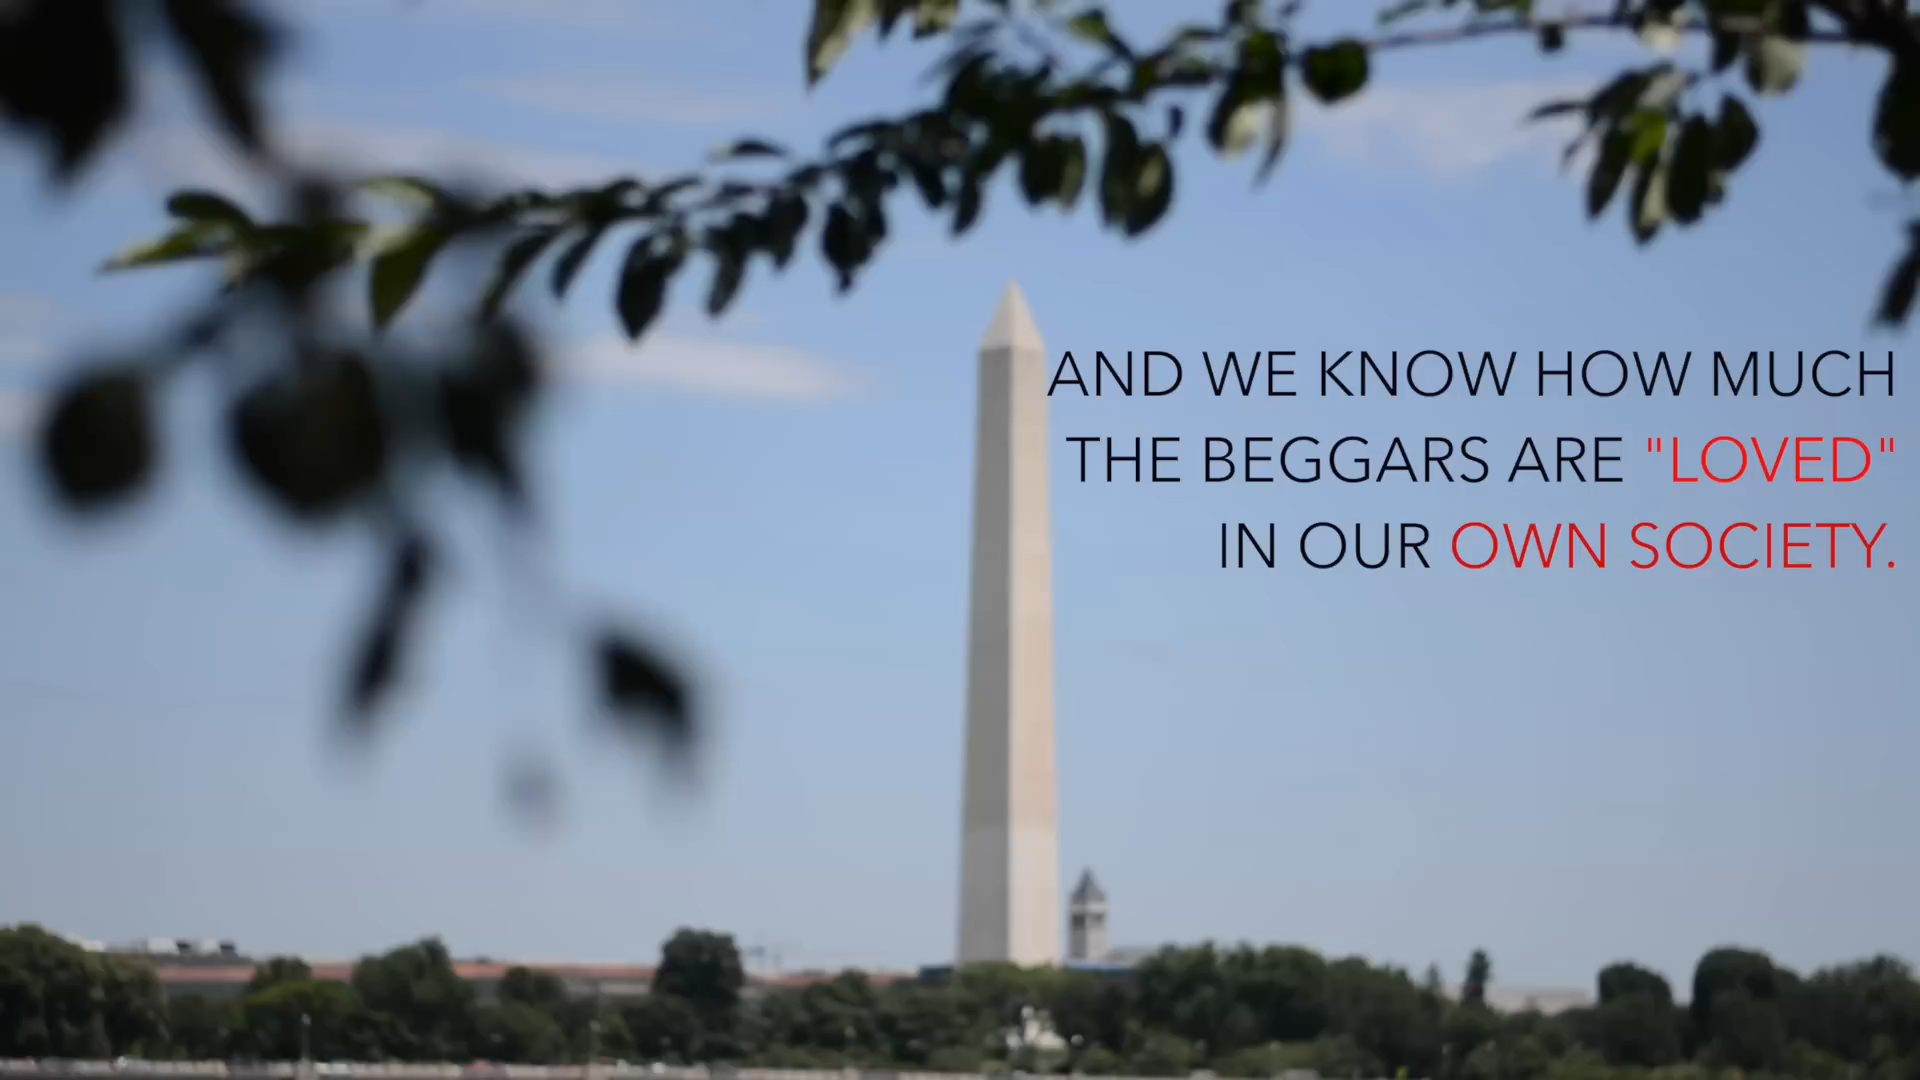 AND WE KNOW HOW MUCH
THE BEGGARS ARE "LOVED"
IN OUR OWN SOCIETY.